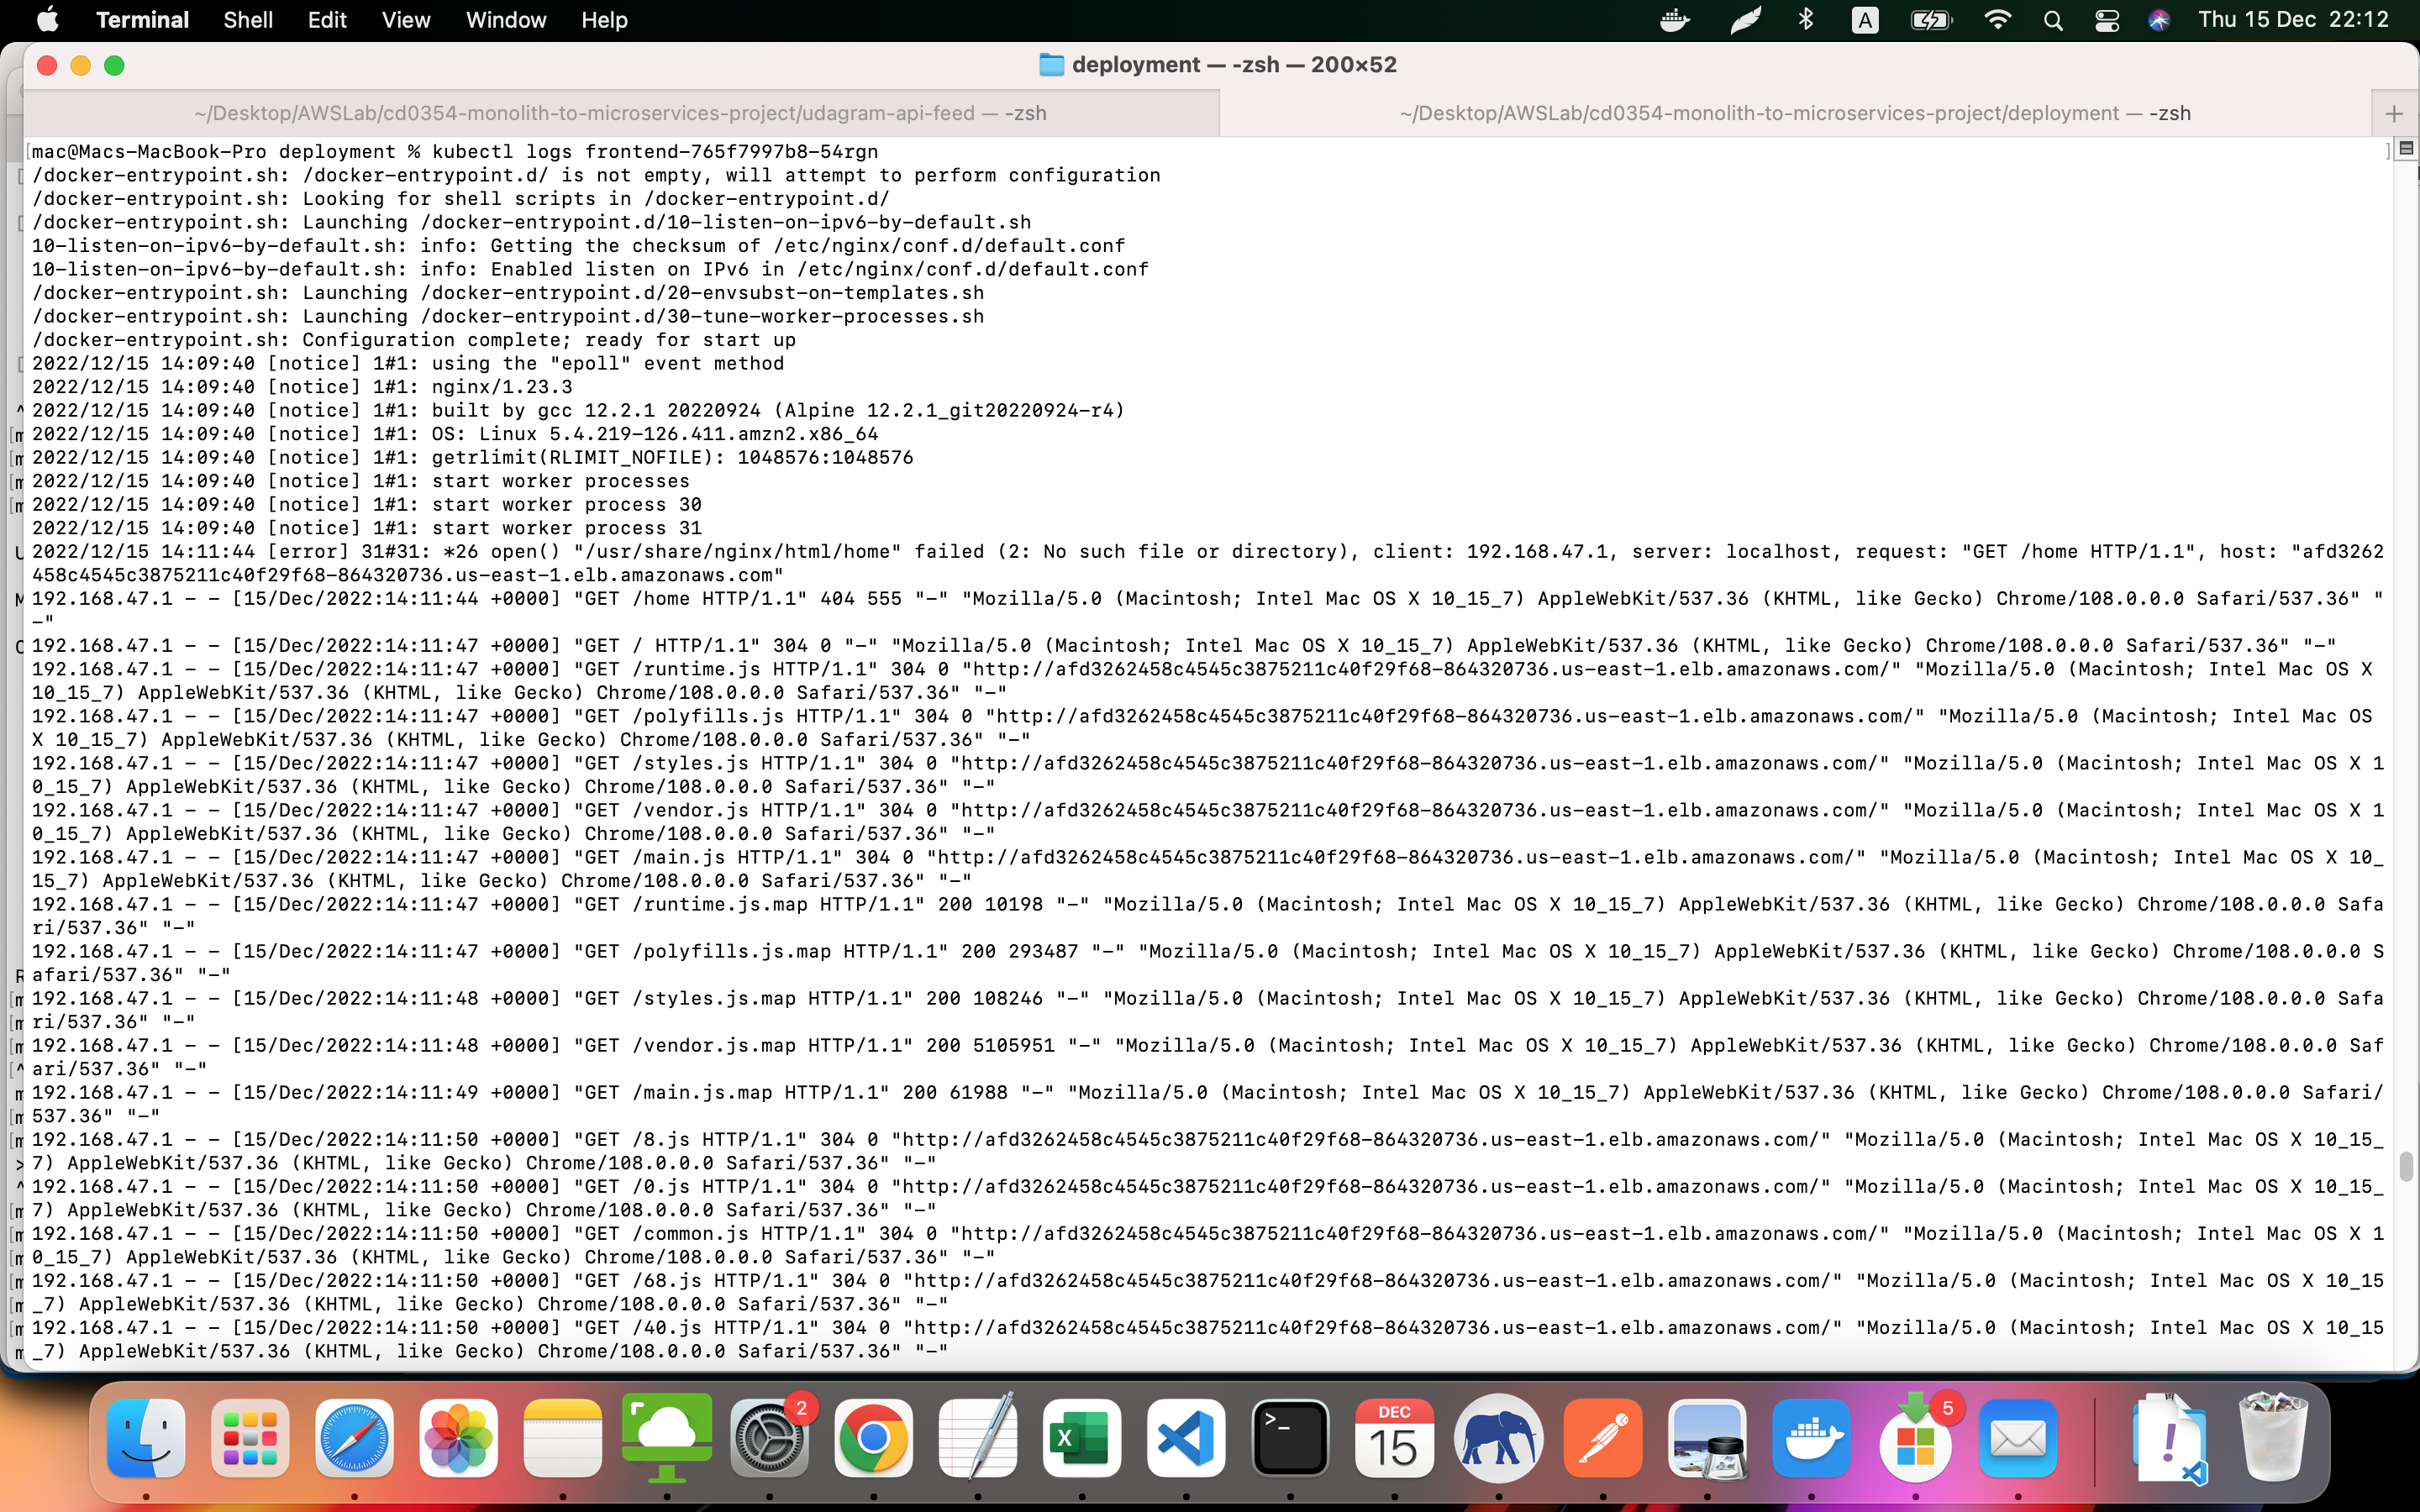 Terminal Shell Edit View Window Help A Thu 15 Dec 22:12
deployment — -zsh — 200×52
~/Desktop/AWSLab/cd0354-monolith-to-microservices-project/udagram-api-feed — -zsh ~/Desktop/AWSLab/cd0354-monolith-to-microservices-project/deployment — -zsh
[mac@Macs-MacBook-Pro deployment % kubectl logs frontend-765f7997b8-54rgn ]
/docker-entrypoint.sh: /docker-entrypoint.d/ is not empty, will attempt to perform configuration
/docker-entrypoint.sh: Looking for shell scripts in /docker-entrypoint.d/
/docker-entrypoint.sh: Launching /docker-entrypoint.d/10-listen-on-ipv6-by-default.sh
10-listen-on-ipv6-by-default.sh: info: Getting the checksum of /etc/nginx/conf.d/default.conf
10-listen-on-ipv6-by-default.sh: info: Enabled listen on IPv6 in /etc/nginx/conf.d/default.conf
/docker-entrypoint.sh: Launching /docker-entrypoint.d/20-envsubst-on-templates.sh
/docker-entrypoint.sh: Launching /docker-entrypoint.d/30-tune-worker-processes.sh
/docker-entrypoint.sh: Configuration complete; ready for start up
2022/12/15 14:09:40 [notice] 1#1: using the "epoll" event method
2022/12/15 14:09:40 [notice] 1#1: nginx/1.23.3
2022/12/15 14:09:40 [notice] 1#1: built by gcc 12.2.1 20220924 (Alpine 12.2.1_git20220924-r4)
2022/12/15 14:09:40 [notice] 1#1: OS: Linux 5.4.219-126.411.amzn2.x86_64
2022/12/15 14:09:40 [notice] 1#1: getrlimit(RLIMIT_NOFILE): 1048576:1048576
2022/12/15 14:09:40 [notice] 1#1: start worker processes
2022/12/15 14:09:40 [notice] 1#1: start worker process 30
2022/12/15 14:09:40 [notice] 1#1: start worker process 31
2022/12/15 14:11:44 [error] 31#31: *26 open() "/usr/share/nginx/html/home" failed (2: No such file or directory), client: 192.168.47.1, server: localhost, request: "GET /home HTTP/1.1", host: "afd3262
458c4545c3875211c40f29f68-864320736.us-east-1.elb.amazonaws.com"
192.168.47.1 - - [15/Dec/2022:14:11:44 +0000] "GET /home HTTP/1.1" 404 555 "-" "Mozilla/5.0 (Macintosh; Intel Mac OS X 10_15_7) AppleWebKit/537.36 (KHTML, like Gecko) Chrome/108.0.0.0 Safari/537.36" "
-"
192.168.47.1 - - [15/Dec/2022:14:11:47 +0000] "GET / HTTP/1.1" 304 0 "-" "Mozilla/5.0 (Macintosh; Intel Mac OS X 10_15_7) AppleWebKit/537.36 (KHTML, like Gecko) Chrome/108.0.0.0 Safari/537.36" "-"
192.168.47.1 - - [15/Dec/2022:14:11:47 +0000] "GET /runtime.js HTTP/1.1" 304 0 "http://afd3262458c4545c3875211c40f29f68-864320736.us-east-1.elb.amazonaws.com/" "Mozilla/5.0 (Macintosh; Intel Mac OS X 
10_15_7) AppleWebKit/537.36 (KHTML, like Gecko) Chrome/108.0.0.0 Safari/537.36" "-"
192.168.47.1 - - [15/Dec/2022:14:11:47 +0000] "GET /polyfills.js HTTP/1.1" 304 0 "http://afd3262458c4545c3875211c40f29f68-864320736.us-east-1.elb.amazonaws.com/" "Mozilla/5.0 (Macintosh; Intel Mac OS 
X 10_15_7) AppleWebKit/537.36 (KHTML, like Gecko) Chrome/108.0.0.0 Safari/537.36" "-"
192.168.47.1 - - [15/Dec/2022:14:11:47 +0000] "GET /styles.js HTTP/1.1" 304 0 "http://afd3262458c4545c3875211c40f29f68-864320736.us-east-1.elb.amazonaws.com/" "Mozilla/5.0 (Macintosh; Intel Mac OS X 1
0_15_7) AppleWebKit/537.36 (KHTML, like Gecko) Chrome/108.0.0.0 Safari/537.36" "-"
192.168.47.1 - - [15/Dec/2022:14:11:47 +0000] "GET /vendor.js HTTP/1.1" 304 0 "http://afd3262458c4545c3875211c40f29f68-864320736.us-east-1.elb.amazonaws.com/" "Mozilla/5.0 (Macintosh; Intel Mac OS X 1
0_15_7) AppleWebKit/537.36 (KHTML, like Gecko) Chrome/108.0.0.0 Safari/537.36" "-"
192.168.47.1 - - [15/Dec/2022:14:11:47 +0000] "GET /main.js HTTP/1.1" 304 0 "http://afd3262458c4545c3875211c40f29f68-864320736.us-east-1.elb.amazonaws.com/" "Mozilla/5.0 (Macintosh; Intel Mac OS X 10_
15_7) AppleWebKit/537.36 (KHTML, like Gecko) Chrome/108.0.0.0 Safari/537.36" "-"
192.168.47.1 - - [15/Dec/2022:14:11:47 +0000] "GET /runtime.js.map HTTP/1.1" 200 10198 "-" "Mozilla/5.0 (Macintosh; Intel Mac OS X 10_15_7) AppleWebKit/537.36 (KHTML, like Gecko) Chrome/108.0.0.0 Safa
ri/537.36" "-"
192.168.47.1 - - [15/Dec/2022:14:11:47 +0000] "GET /polyfills.js.map HTTP/1.1" 200 293487 "-" "Mozilla/5.0 (Macintosh; Intel Mac OS X 10_15_7) AppleWebKit/537.36 (KHTML, like Gecko) Chrome/108.0.0.0 S
afari/537.36" "-"
192.168.47.1 - - [15/Dec/2022:14:11:48 +0000] "GET /styles.js.map HTTP/1.1" 200 108246 "-" "Mozilla/5.0 (Macintosh; Intel Mac OS X 10_15_7) AppleWebKit/537.36 (KHTML, like Gecko) Chrome/108.0.0.0 Safa
ri/537.36" "-"
192.168.47.1 - - [15/Dec/2022:14:11:48 +0000] "GET /vendor.js.map HTTP/1.1" 200 5105951 "-" "Mozilla/5.0 (Macintosh; Intel Mac OS X 10_15_7) AppleWebKit/537.36 (KHTML, like Gecko) Chrome/108.0.0.0 Saf
ari/537.36" "-"
192.168.47.1 - - [15/Dec/2022:14:11:49 +0000] "GET /main.js.map HTTP/1.1" 200 61988 "-" "Mozilla/5.0 (Macintosh; Intel Mac OS X 10_15_7) AppleWebKit/537.36 (KHTML, like Gecko) Chrome/108.0.0.0 Safari/
537.36" "-"
192.168.47.1 - - [15/Dec/2022:14:11:50 +0000] "GET /8.js HTTP/1.1" 304 0 "http://afd3262458c4545c3875211c40f29f68-864320736.us-east-1.elb.amazonaws.com/" "Mozilla/5.0 (Macintosh; Intel Mac OS X 10_15_
7) AppleWebKit/537.36 (KHTML, like Gecko) Chrome/108.0.0.0 Safari/537.36" "-"
192.168.47.1 - - [15/Dec/2022:14:11:50 +0000] "GET /0.js HTTP/1.1" 304 0 "http://afd3262458c4545c3875211c40f29f68-864320736.us-east-1.elb.amazonaws.com/" "Mozilla/5.0 (Macintosh; Intel Mac OS X 10_15_
7) AppleWebKit/537.36 (KHTML, like Gecko) Chrome/108.0.0.0 Safari/537.36" "-"
192.168.47.1 - - [15/Dec/2022:14:11:50 +0000] "GET /common.js HTTP/1.1" 304 0 "http://afd3262458c4545c3875211c40f29f68-864320736.us-east-1.elb.amazonaws.com/" "Mozilla/5.0 (Macintosh; Intel Mac OS X 1
0_15_7) AppleWebKit/537.36 (KHTML, like Gecko) Chrome/108.0.0.0 Safari/537.36" "-"
192.168.47.1 - - [15/Dec/2022:14:11:50 +0000] "GET /68.js HTTP/1.1" 304 0 "http://afd3262458c4545c3875211c40f29f68-864320736.us-east-1.elb.amazonaws.com/" "Mozilla/5.0 (Macintosh; Intel Mac OS X 10_15
_7) AppleWebKit/537.36 (KHTML, like Gecko) Chrome/108.0.0.0 Safari/537.36" "-"
192.168.47.1 - - [15/Dec/2022:14:11:50 +0000] "GET /40.js HTTP/1.1" 304 0 "http://afd3262458c4545c3875211c40f29f68-864320736.us-east-1.elb.amazonaws.com/" "Mozilla/5.0 (Macintosh; Intel Mac OS X 10_15
_7) AppleWebKit/537.36 (KHTML, like Gecko) Chrome/108.0.0.0 Safari/537.36" "-"
2 X >_ DEC 15 5 !